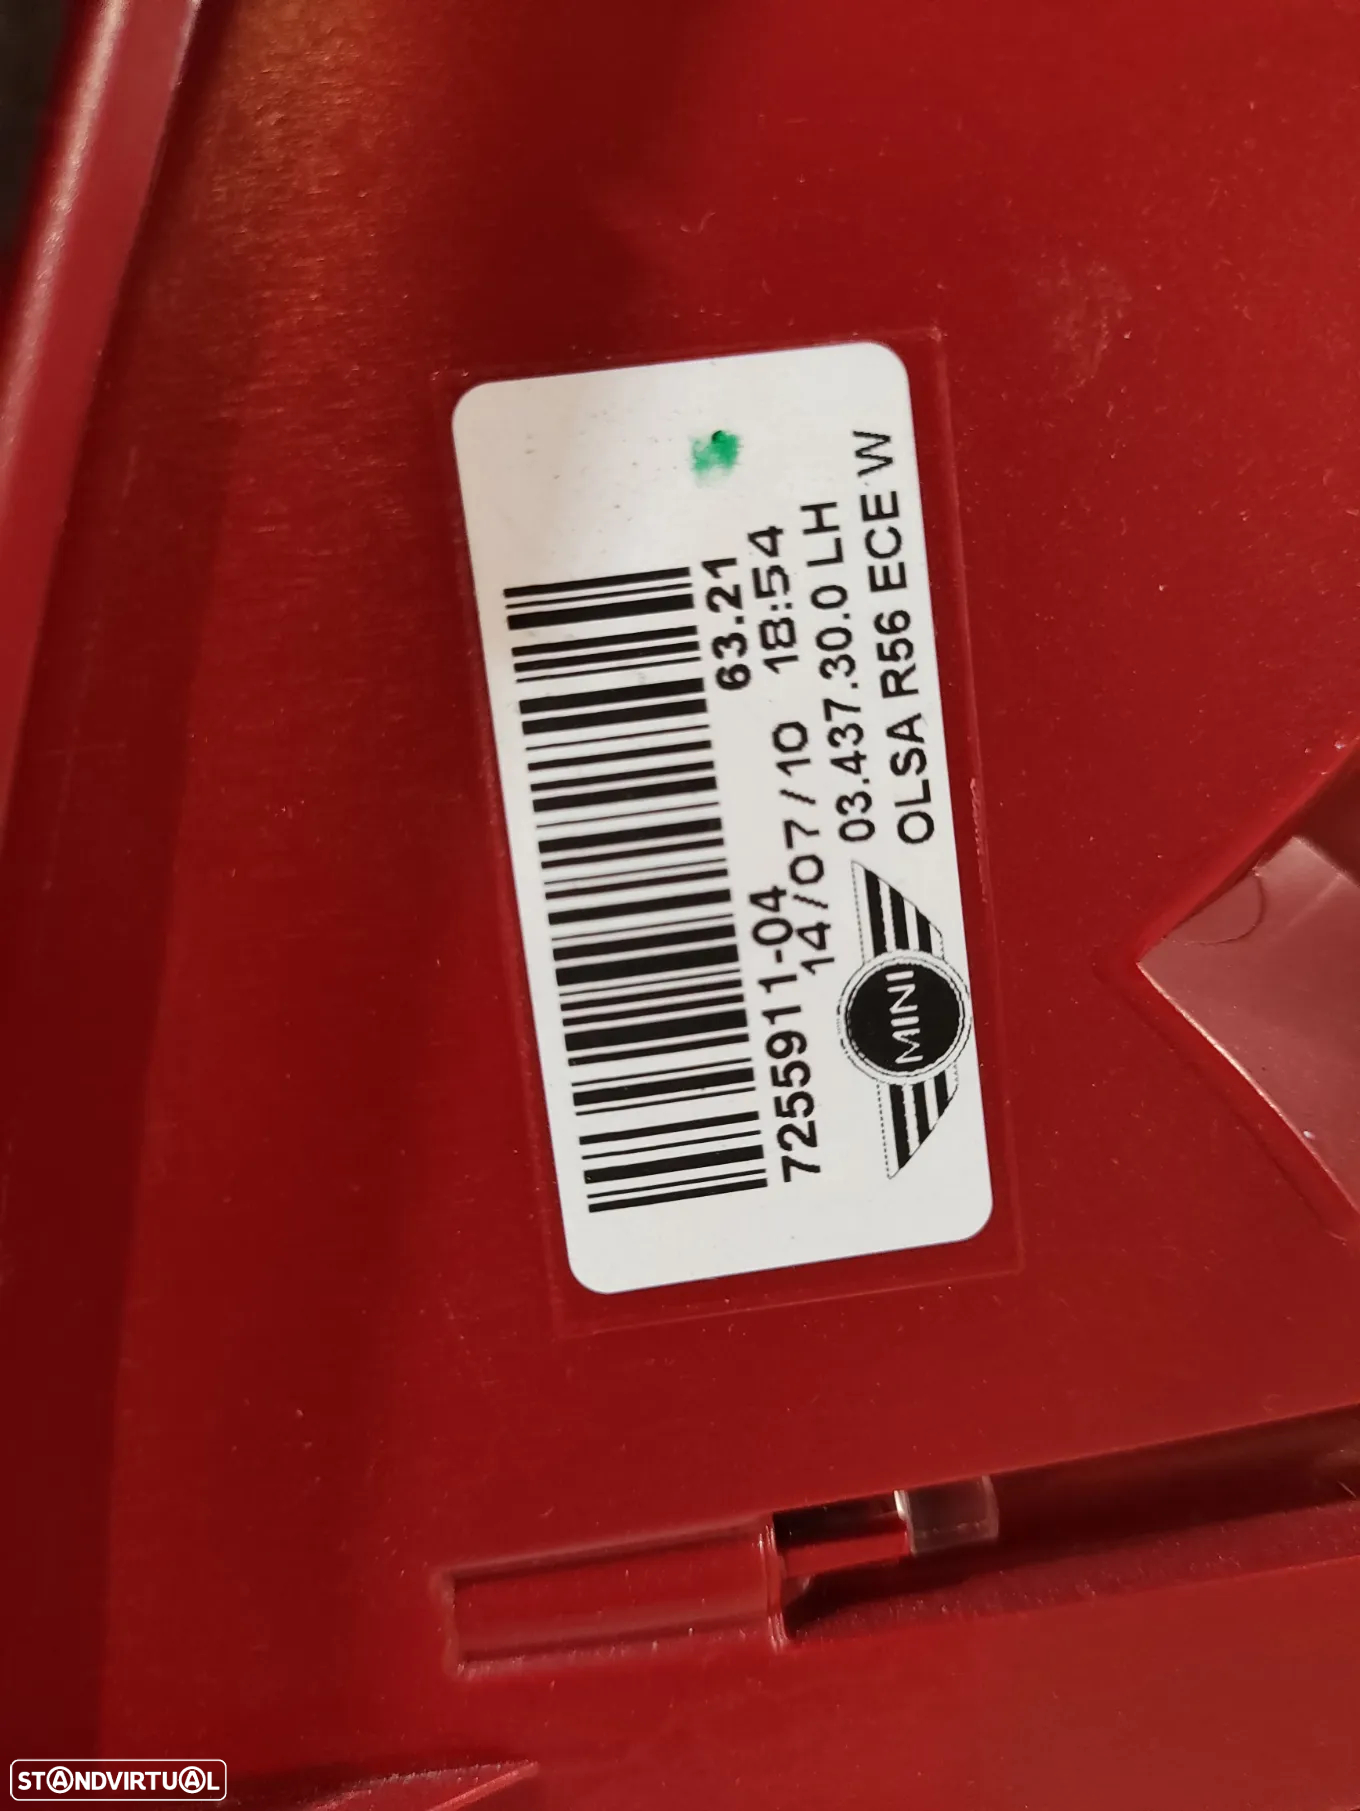 7255911-04 63.21
14/07/10 18:54
03.437.30.0 LH
OLSA R56 ECE W
MINI
STANDVIRTUAL